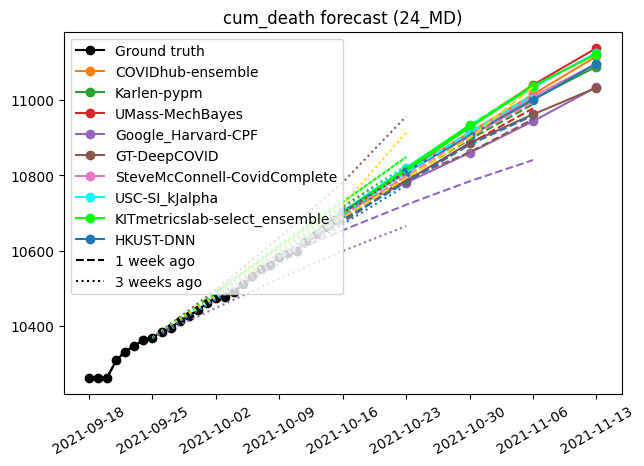 cum_death forecast (24_MD)
Ground truth
COVIDhub-ensemble
Karlen-pypm
UMass-MechBayes
Google_Harvard-CPF
GT-DeepCOVID
SteveMcConnell-CovidComplete
USC-SI_kJalpha
KITmetricslab-select_ensemble
HKUST-DNN
1 week ago
3 weeks ago
11000
10800
10600
10400
2021-09-18
2021-09-25
2021-10-02
2021-10-09
2021-10-16
2021-10-23
2021-10-30
2021-11-06
2021-11-13